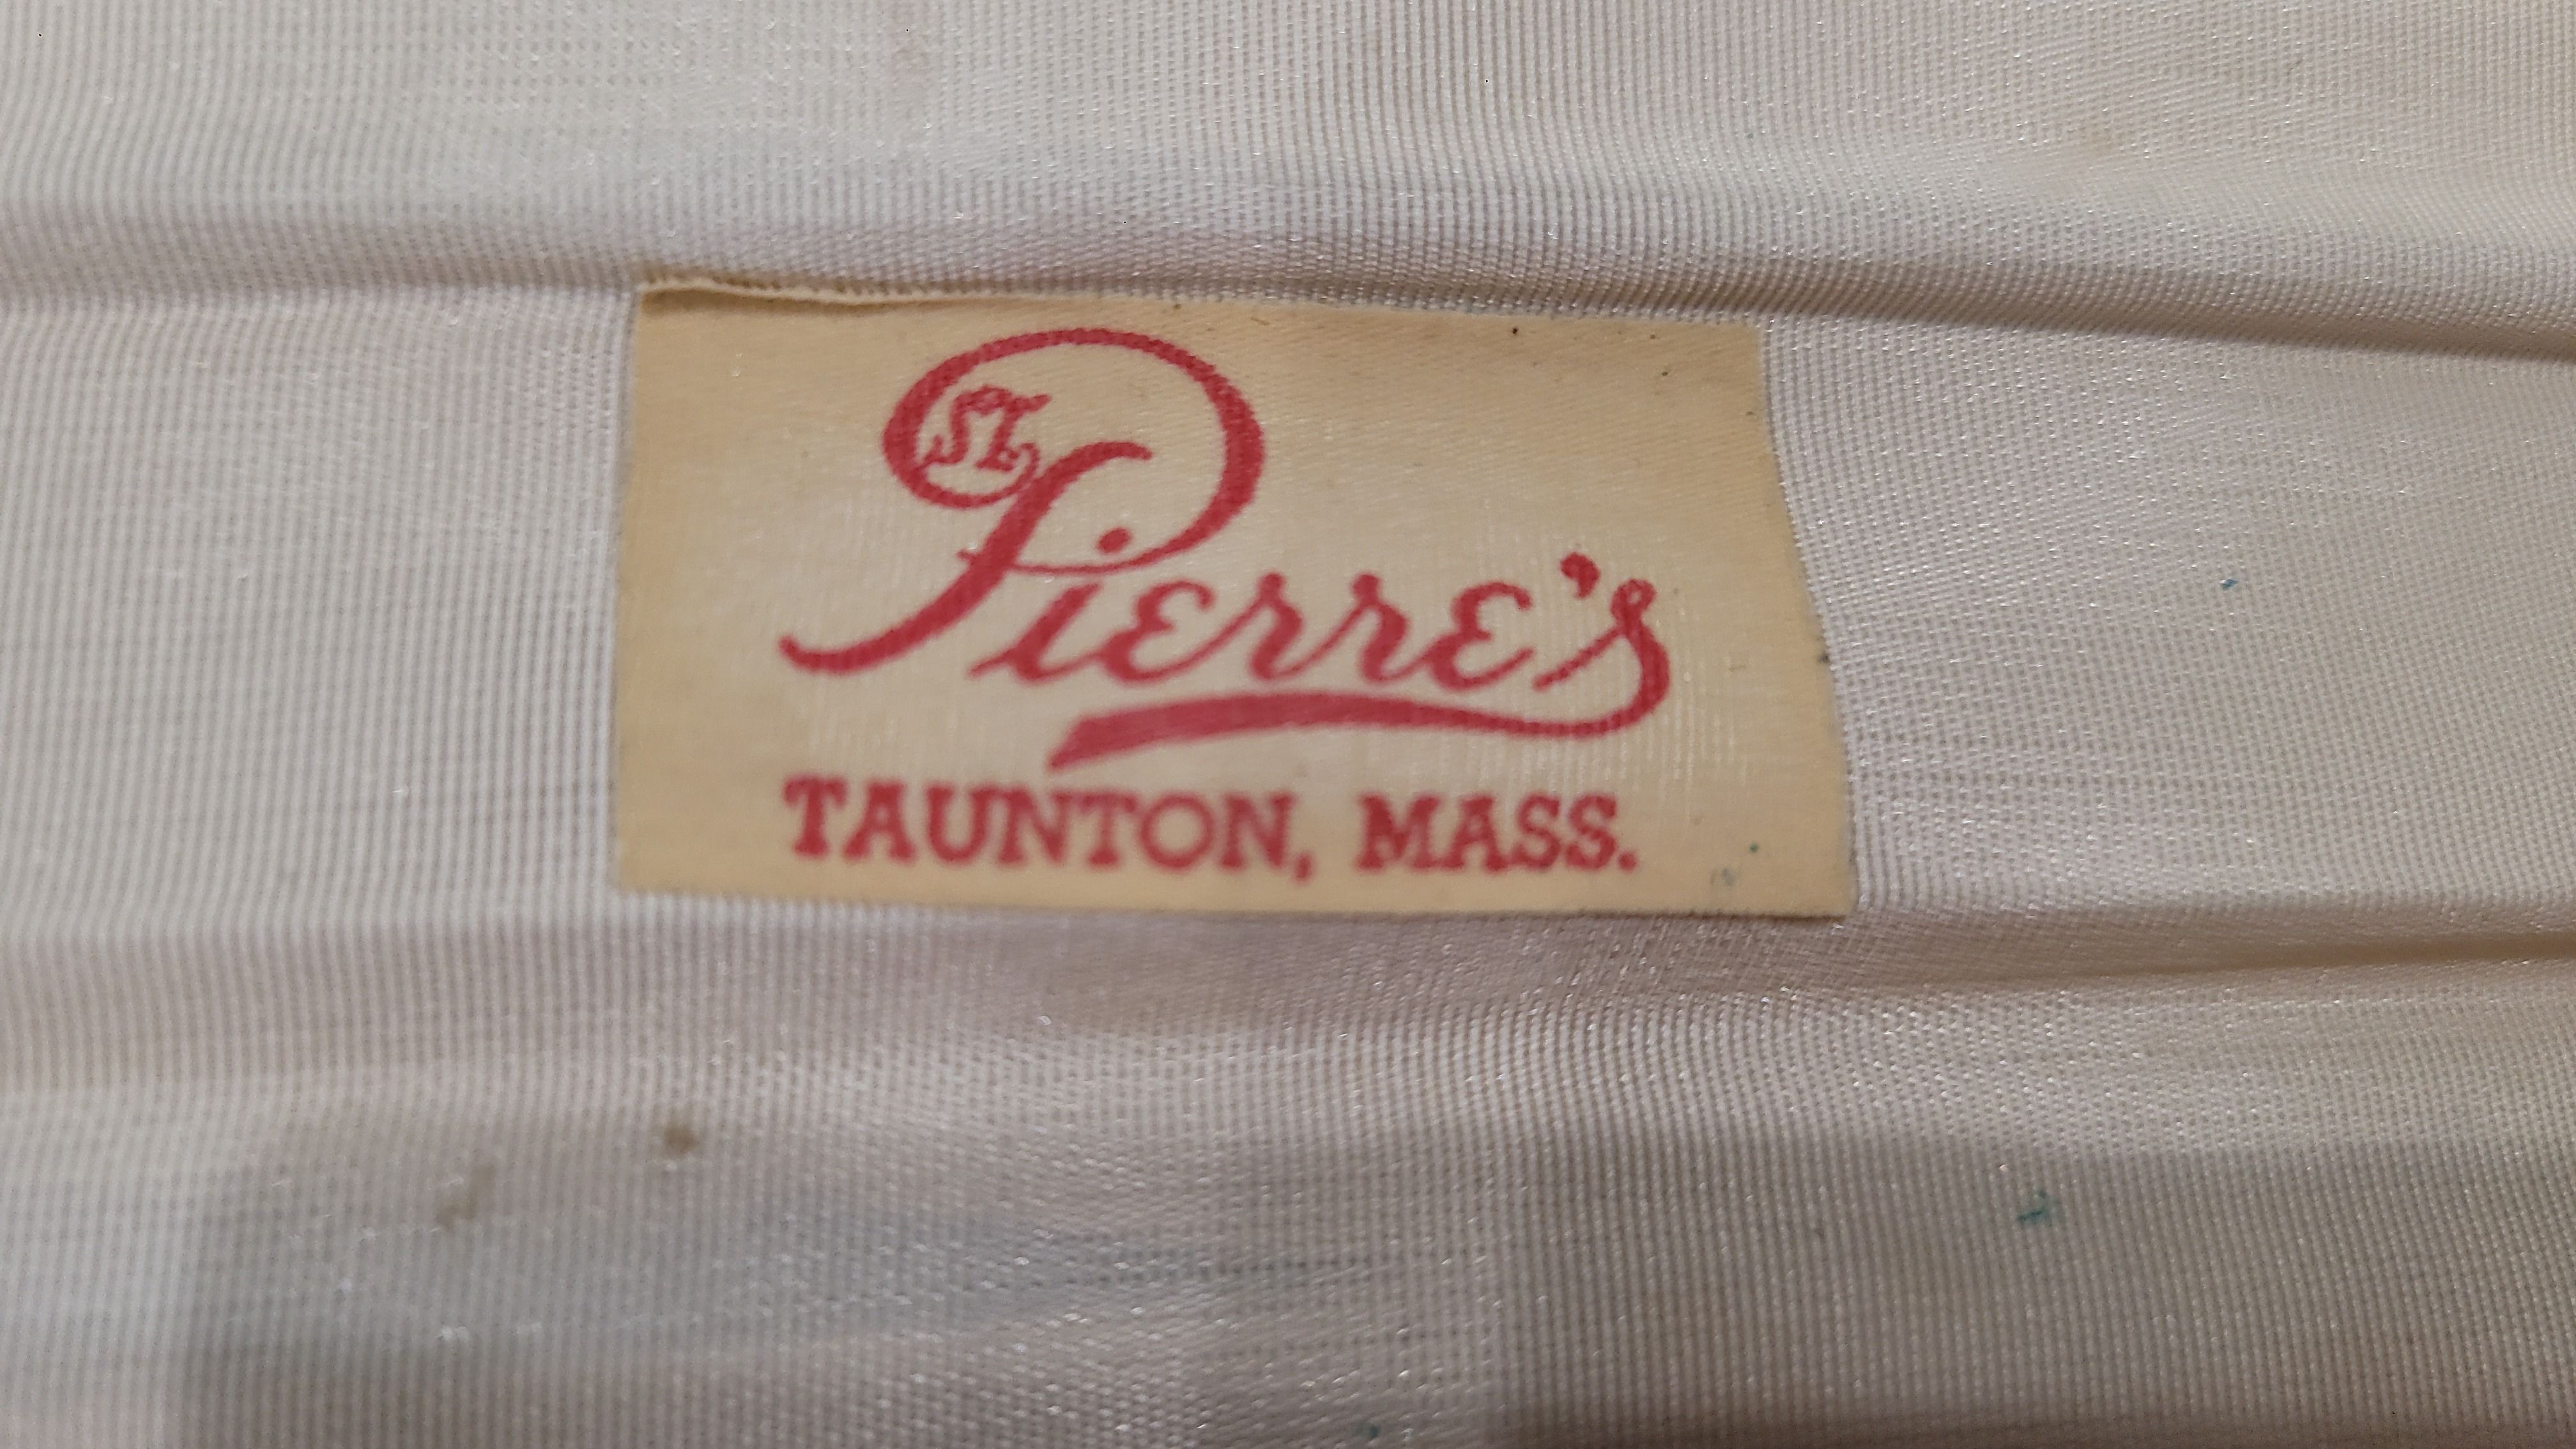 St. Pierre's
TAUNTON, MASS.